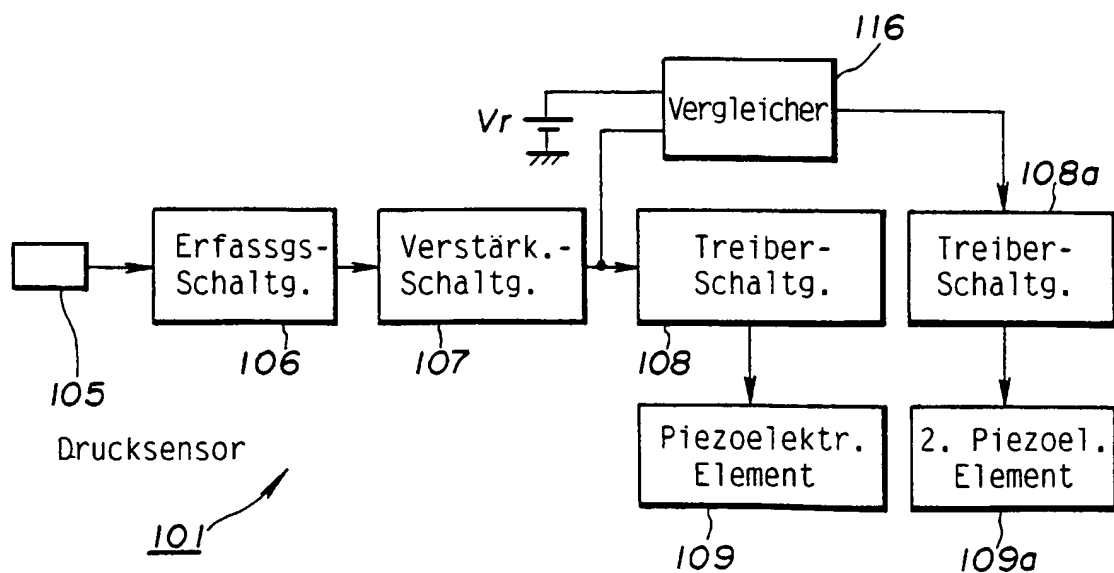 116
Vergleicher
Vr
108a
Erfassgs-
Schaltg.
Verstärk.-
Schaltg.
Treiber-
Schaltg.
Treiber-
Schaltg.
105
106
107
108
Drucksensor
Piezoelektr.
Element
2. Piezoel.
Element
101
109
109a